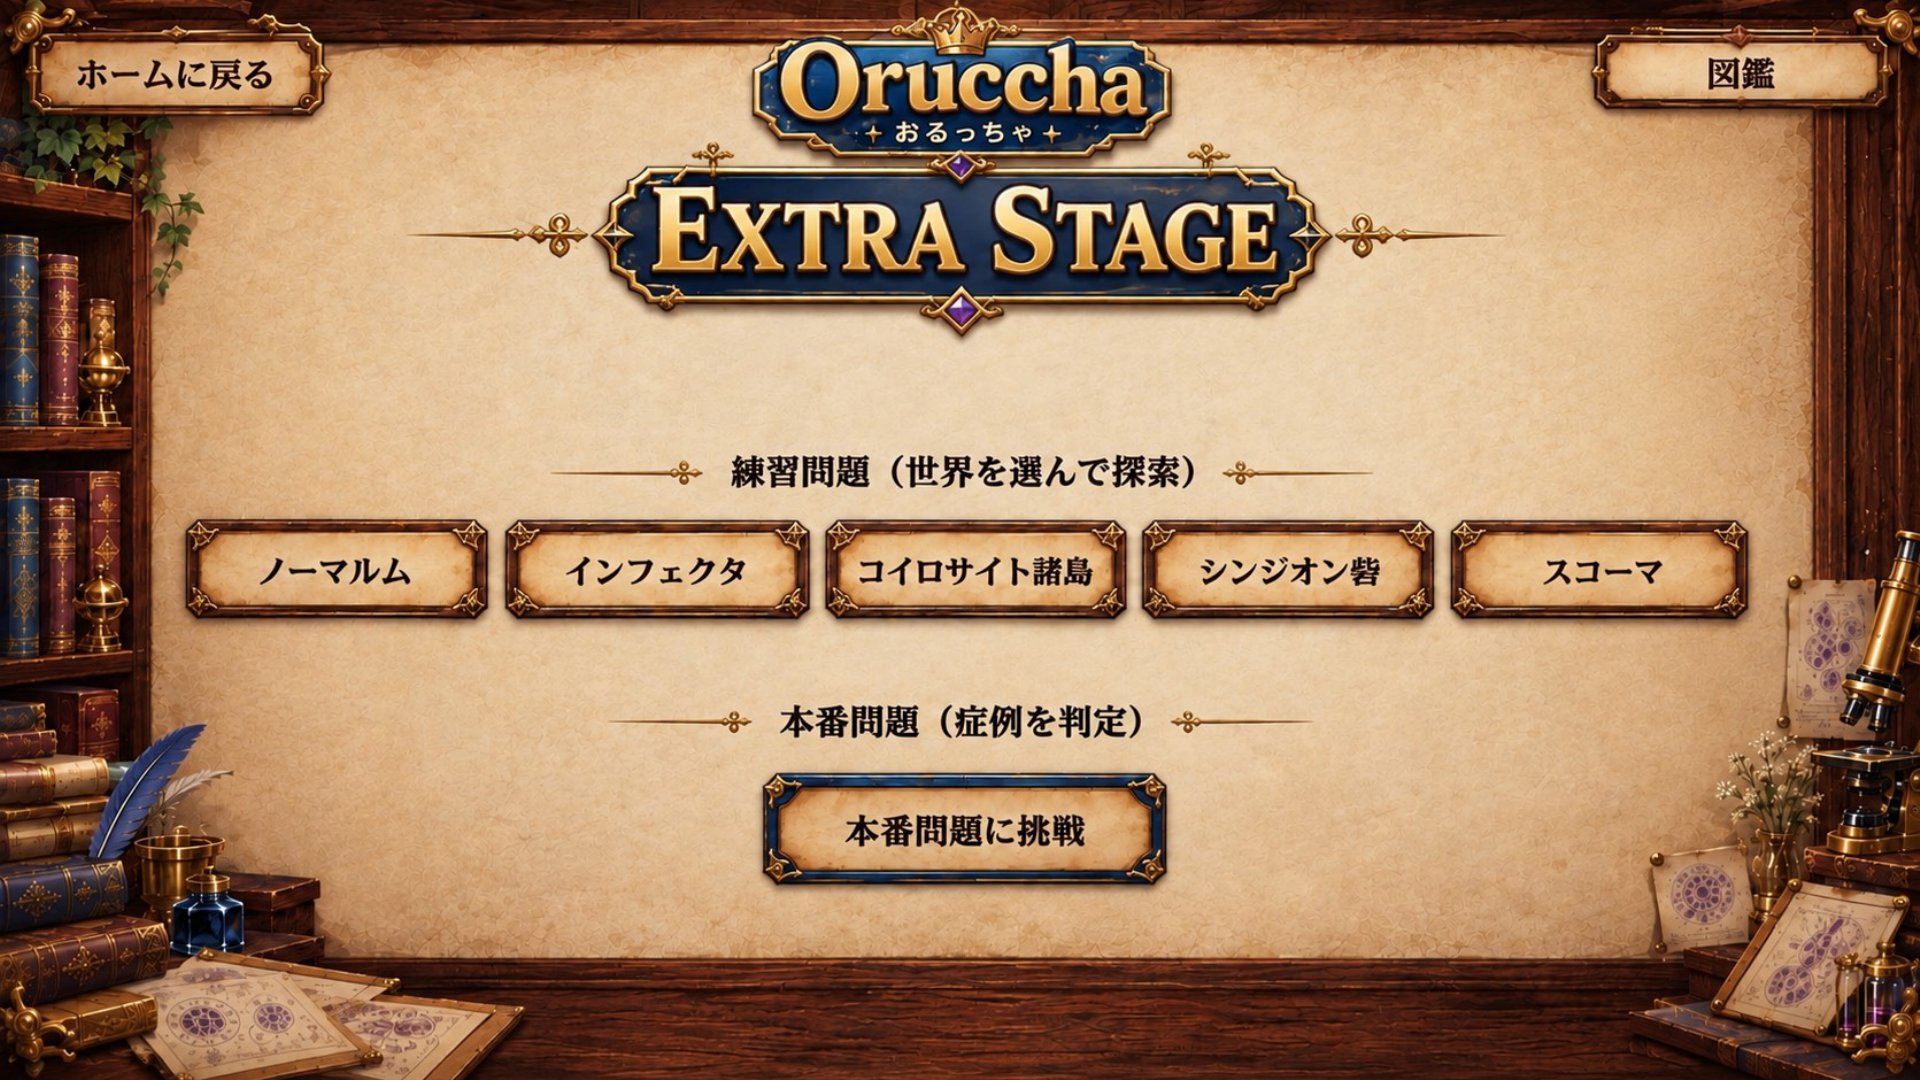 ホームに戻る
Oruccha
おるっちゃ
図鑑
EXTRA STAGE
練習問題（世界を選んで探索）
ノーマルム
インフェクタ
コイロサイト諸島
シンジオン砦
スコーマ
本番問題（症例を判定）
本番問題に挑戦